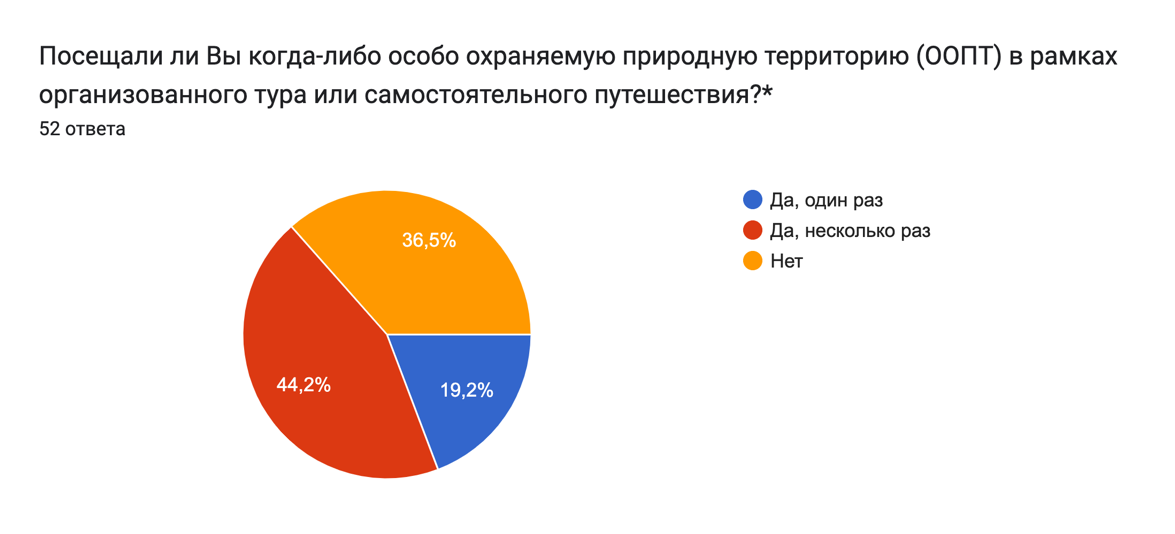 Посещали ли Вы когда-либо особо охраняемую природную территорию (ООПТ) в рамках
организованного тура или самостоятельного путешествия?*
52 ответа
Да, один раз
Да, несколько раз
Нет
36,5%
44,2%
19,2%